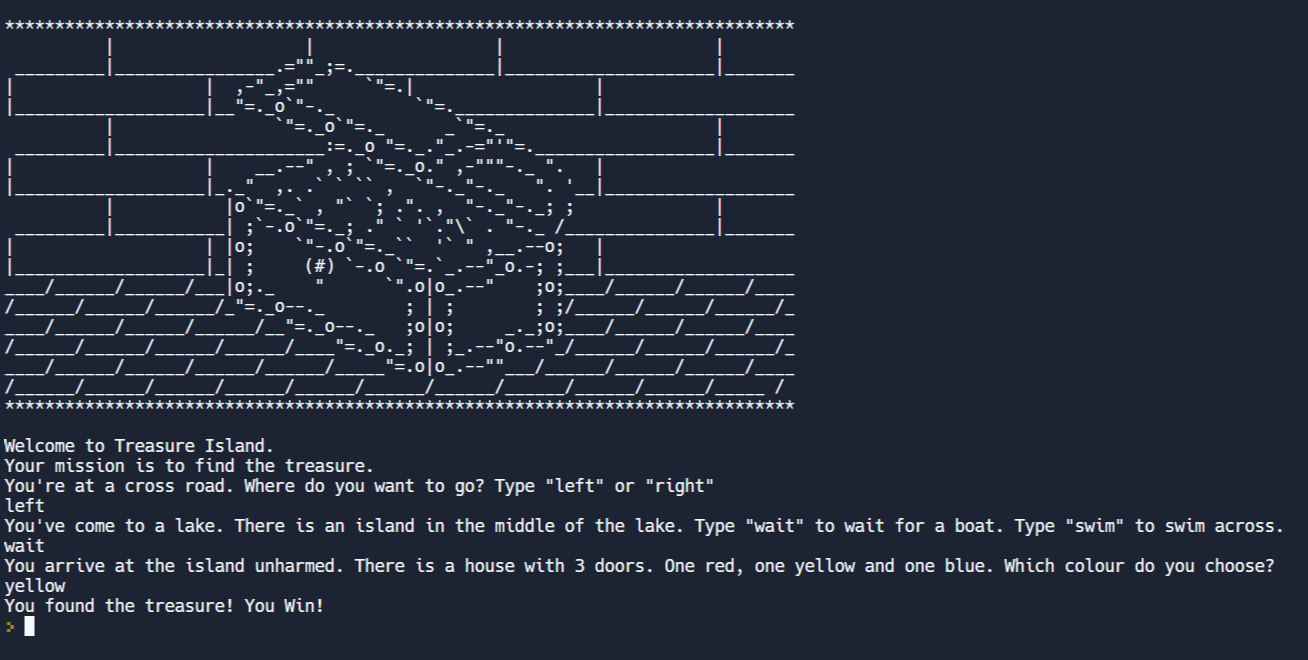 Welcome to Treasure Island.
Your mission is to find the treasure.
You're at a cross road. Where do you want to go? Type "left" or "right"
left
You've come to a lake. There is an island in the middle of the lake. Type "wait" to wait for a boat. Type "swim" to swim across.
wait
You arrive at the island unharmed. There is a house with 3 doors. One red, one yellow and one blue. Which colour do you choose?
yellow
You found the treasure! You Win!
>